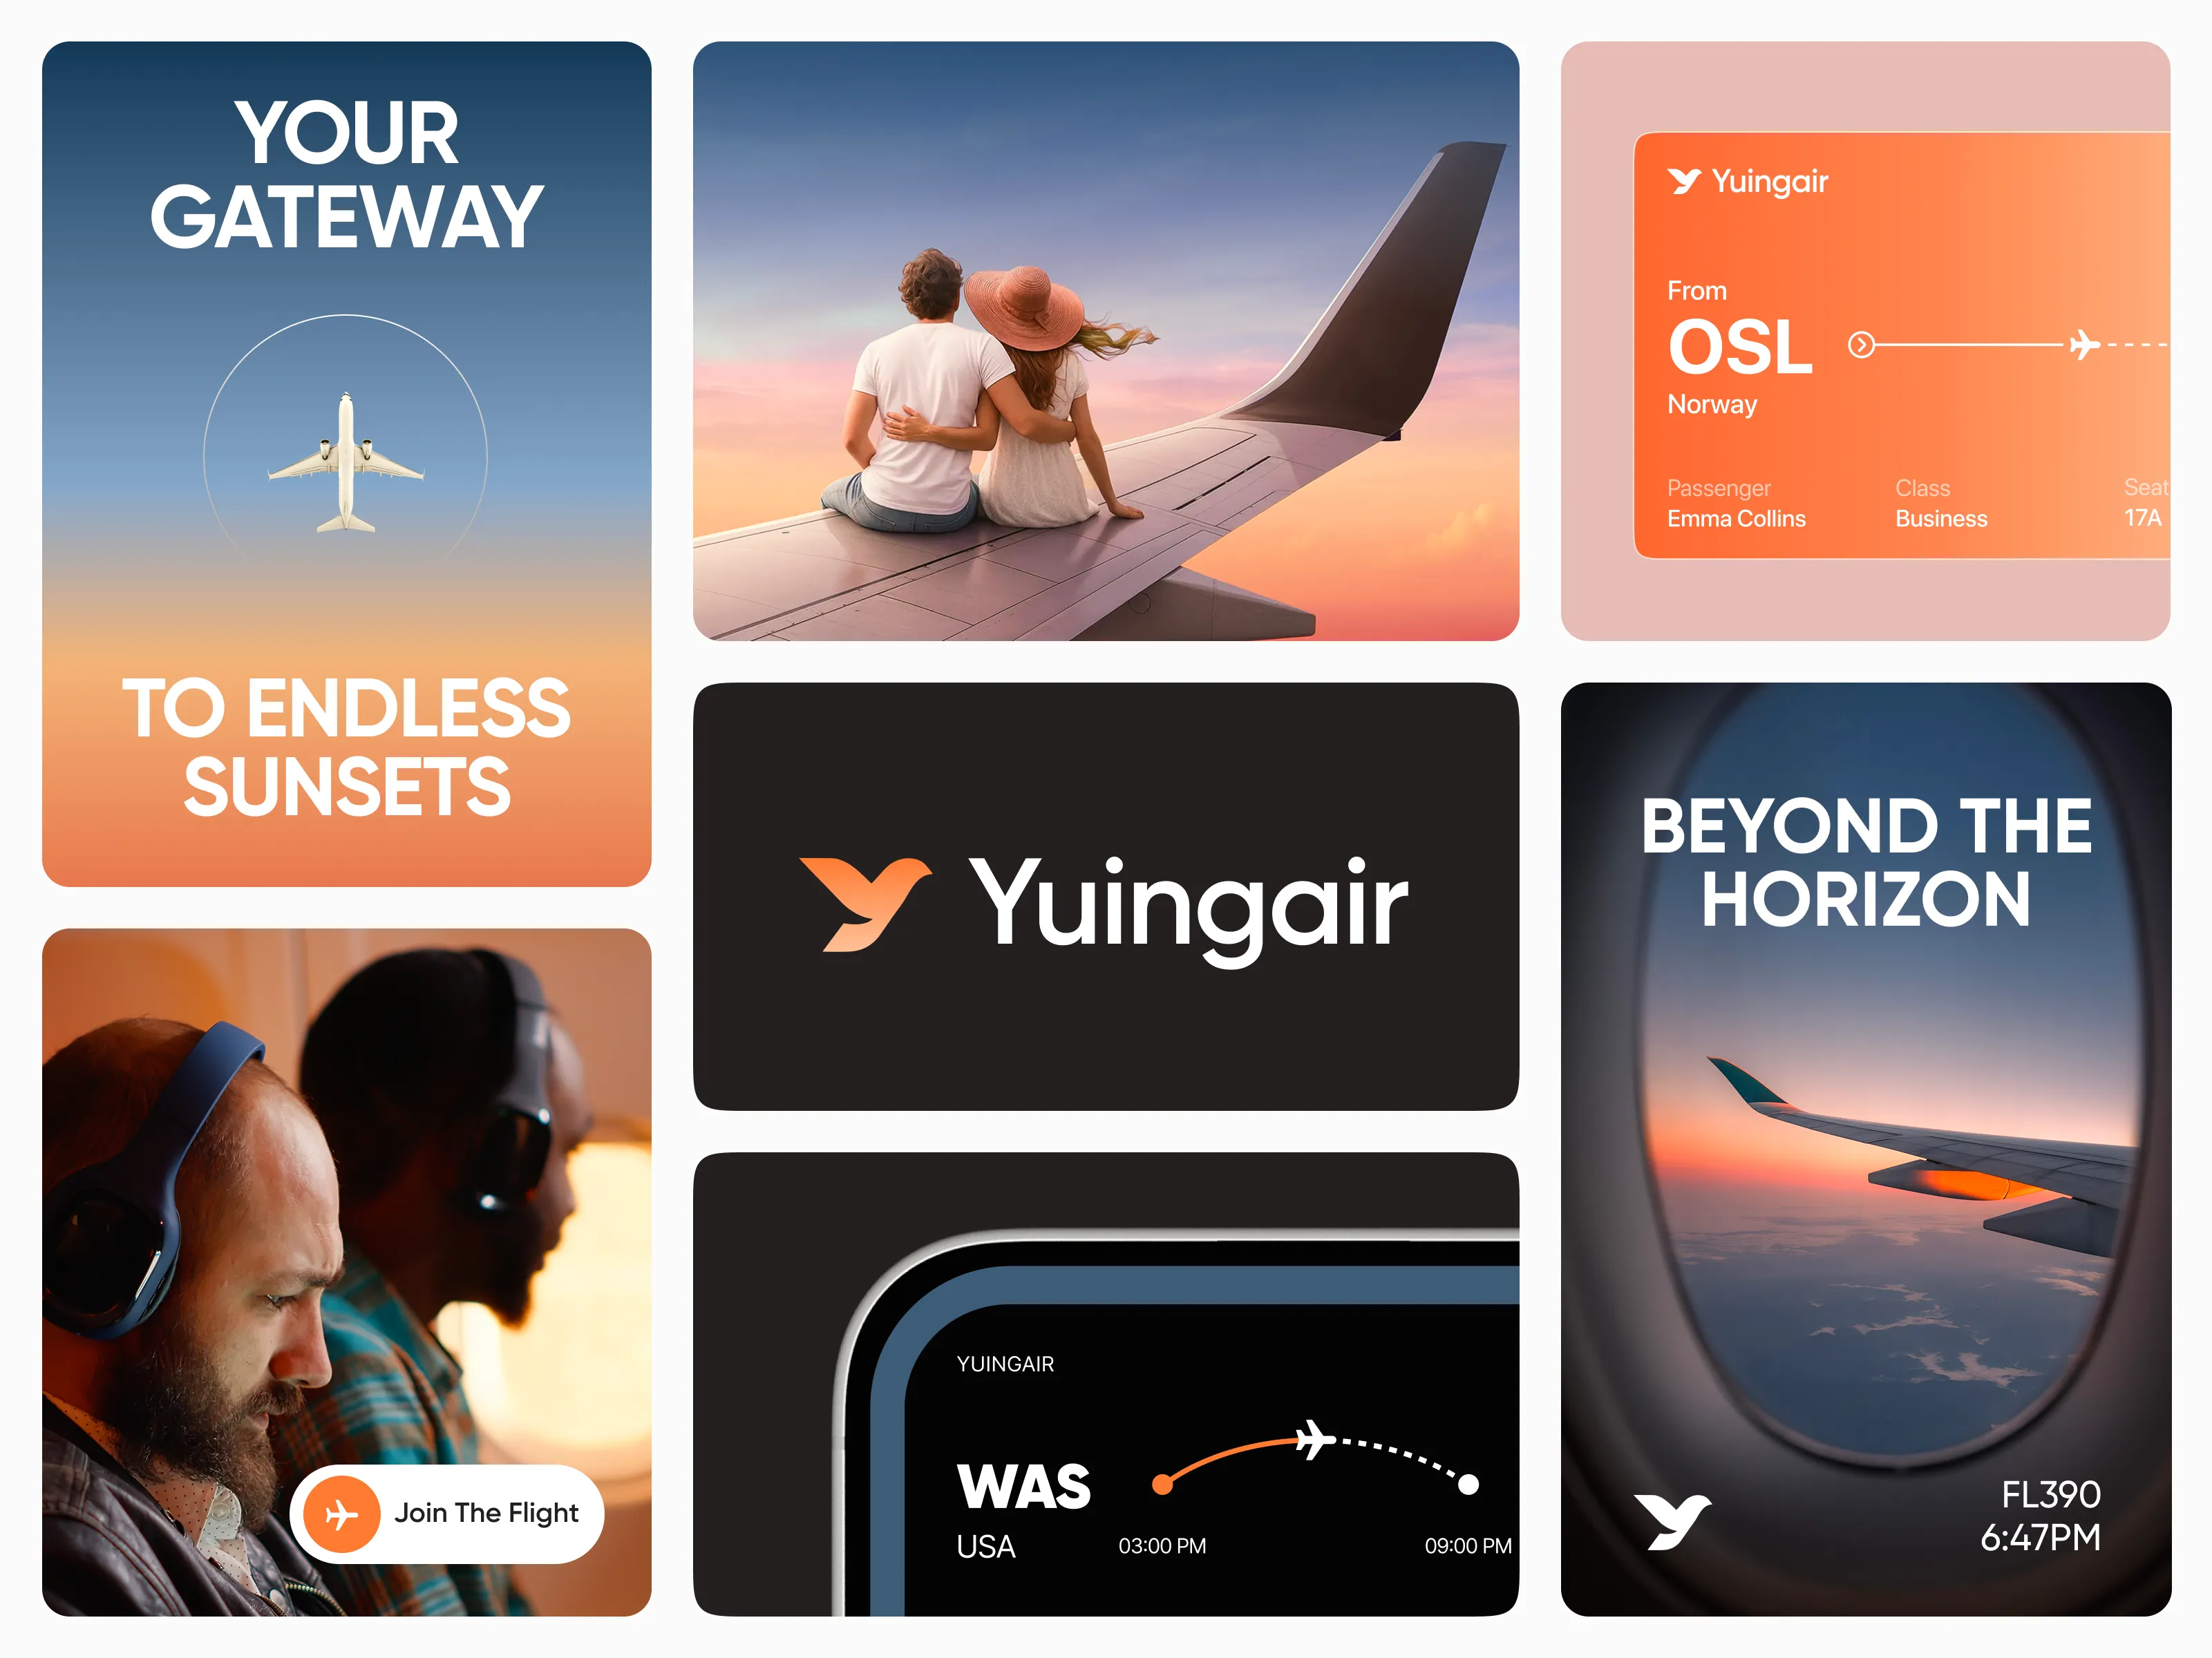 YOUR
GATEWAY
TO ENDLESS
SUNSETS
Join The Flight
Yuingair
YUINGAIR
WAS
USA
03:00 PM
09:00 PM
Yuingair
From
OSL
Norway
Passenger
Class
Seat
Emma Collins
Business
17A
BEYOND THE
HORIZON
FL390
6:47PM